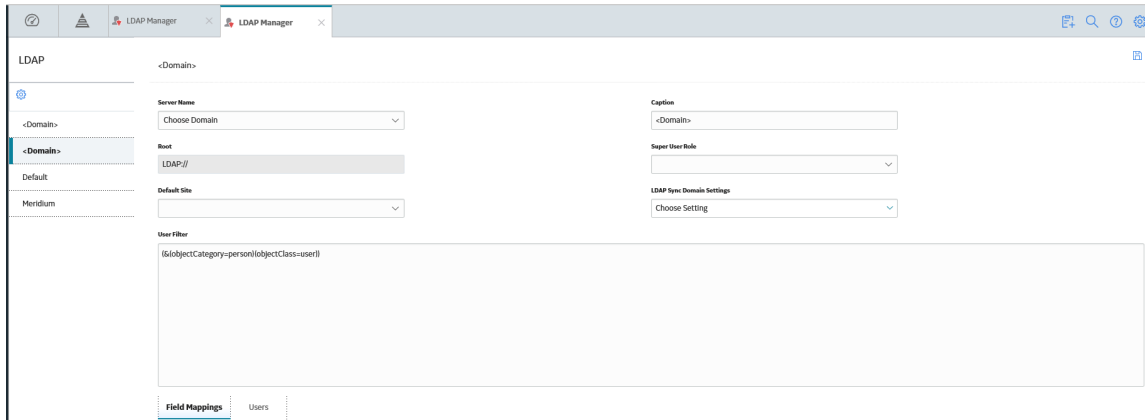 LDAP Manager
LDAP Manager
LDAP
<Domain>
<Domain>
<Domain>
Default
Meridium
Server Name
Choose Domain
Caption
<Domain>
Root
LDAP://
Super User Role
Default Site
LDAP Sync Domain Settings
Choose Setting
User Filter
(&(objectCategory=person)(objectClass=user))
Field Mappings
Users